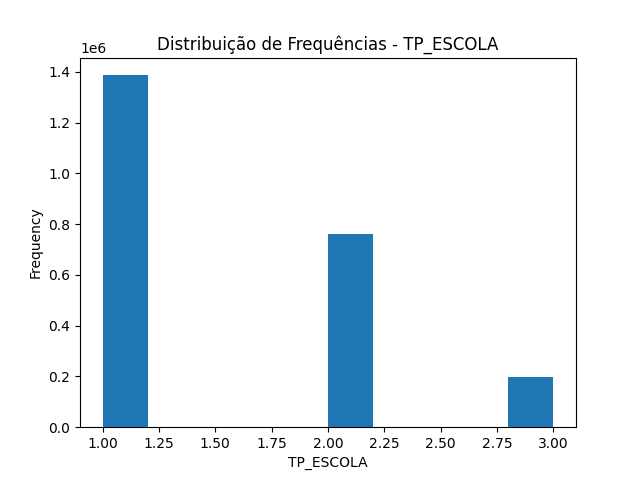 Distribuição de Frequências - TP_ESCOLA
1e6
1.4
1.2
1.0
0.8
0.6
0.4
0.2
0.0
Frequency
1.00 1.25 1.50 1.75 2.00 2.25 2.50 2.75 3.00
TP_ESCOLA